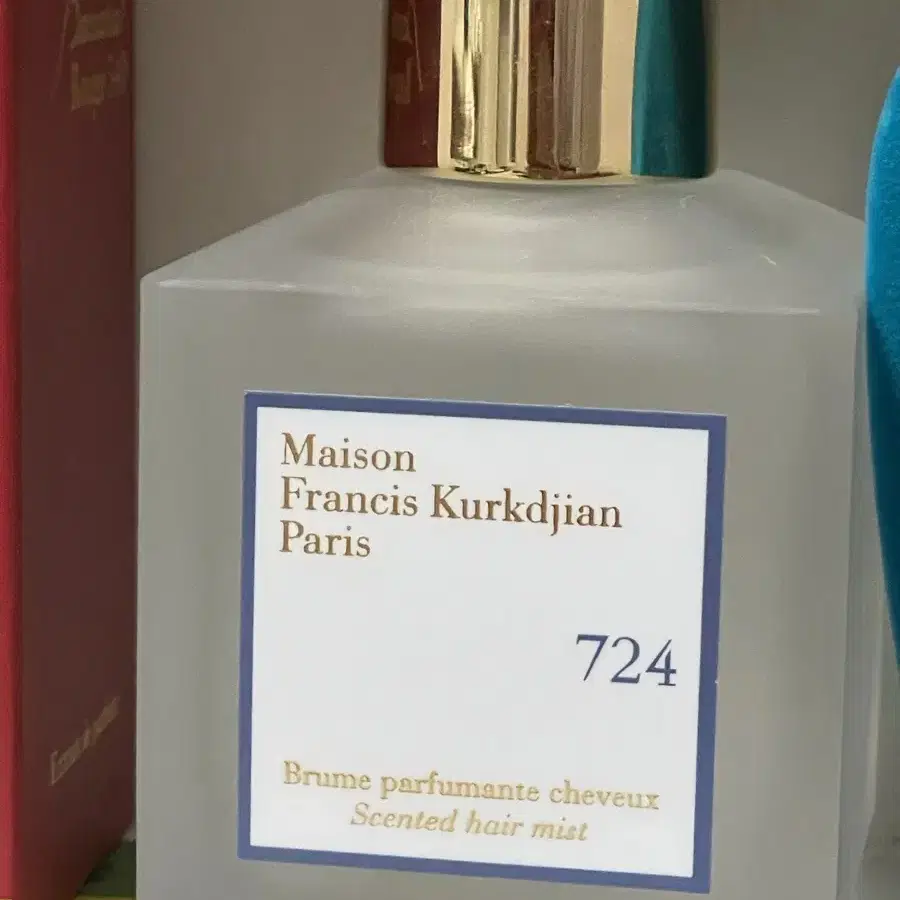 Maison
Francis Kurkdjian
Paris
724
Brume parfumante cheveux
Scented hair mist